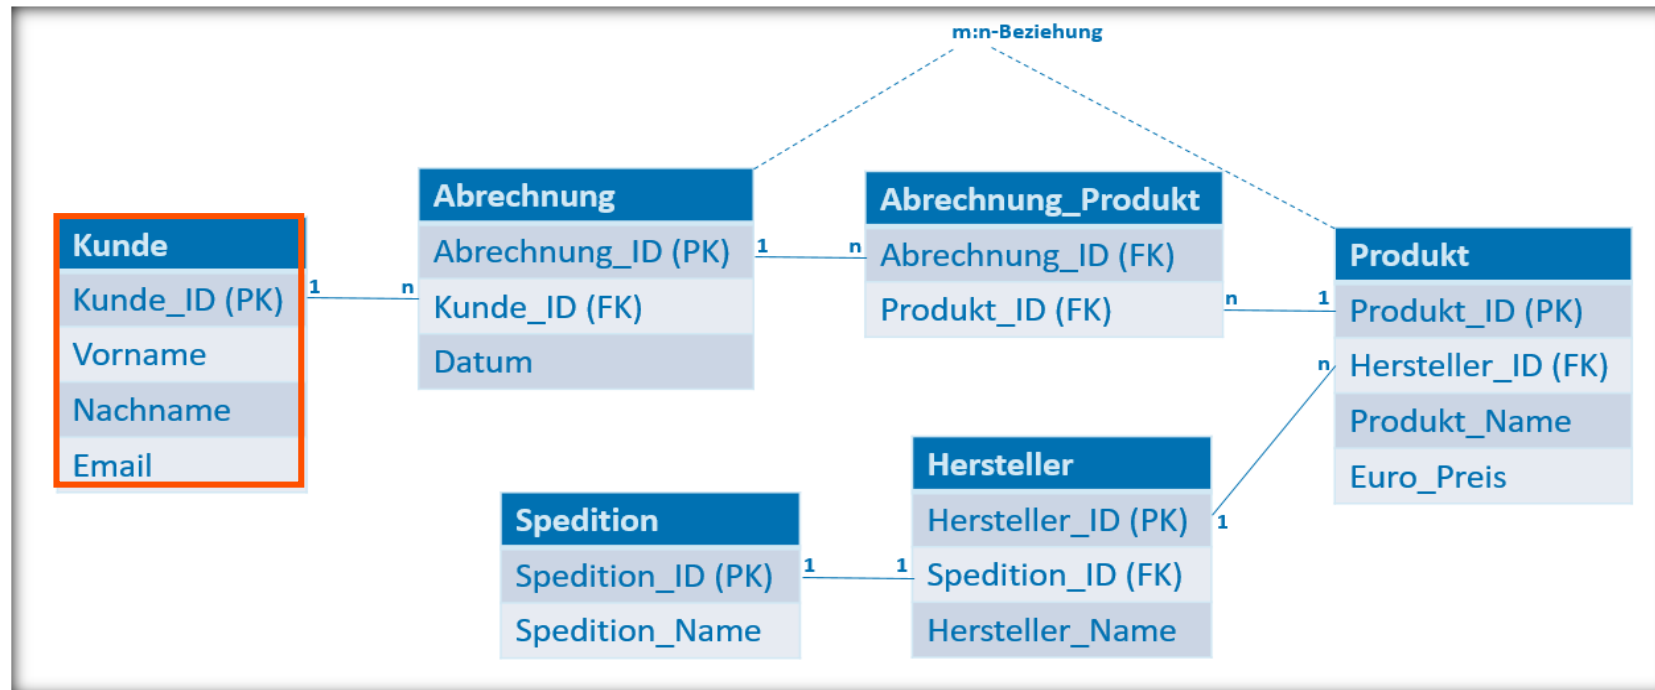 m:n-Beziehung
Kunde
Kunde_ID (PK)
Vorname
Nachname
Email
1
n
Abrechnung
Abrechnung_ID (PK)
Kunde_ID (FK)
Datum
1
n
Abrechnung_Produkt
Abrechnung_ID (FK)
Produkt_ID (FK)
n
1
Produkt
Produkt_ID (PK)
Hersteller_ID (FK)
Produkt_Name
Euro_Preis
n
1
Hersteller
Hersteller_ID (PK)
Spedition_ID (FK)
Hersteller_Name
1
1
Spedition
Spedition_ID (PK)
Spedition_Name